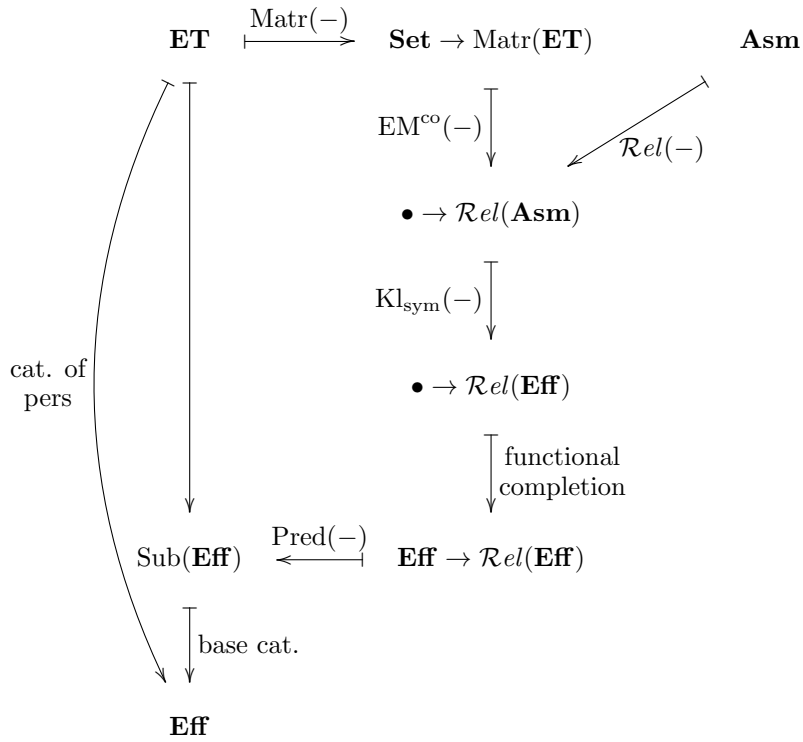 Matr(−)
ET Set → Matr(ET) Asm
EM^co(−)
Rel(−)
• → Rel(Asm)
Kl_sym(−)
cat. of
pers
• → Rel(Eff)
functional
completion
Pred(−)
Sub(Eff) Eff → Rel(Eff)
base cat.
Eff